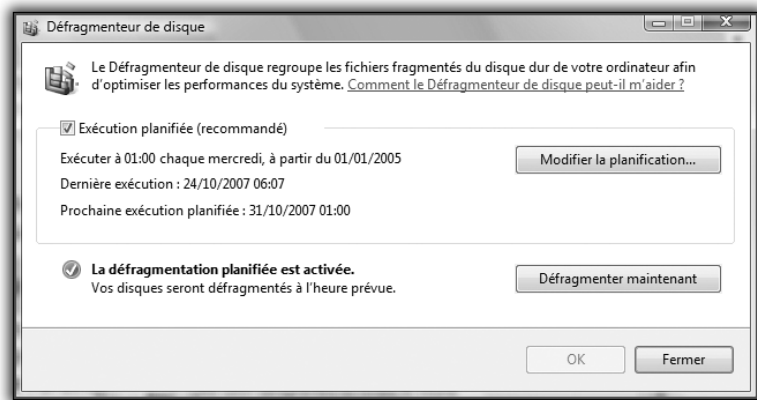 Défragmenteur de disque
Le Défragmenteur de disque regroupe les fichiers fragmentés du disque dur de votre ordinateur afin
d'optimiser les performances du système. Comment le Défragmenteur de disque peut-il m'aider ?
Exécution planifiée (recommandé)
Exécuter à 01:00 chaque mercredi, à partir du 01/01/2005
Modifier la planification...
Dernière exécution : 24/10/2007 06:07
Prochaine exécution planifiée : 31/10/2007 01:00
La défragmentation planifiée est activée.
Vos disques seront défragmentés à l'heure prévue.
Défragmenter maintenant
OK
Fermer